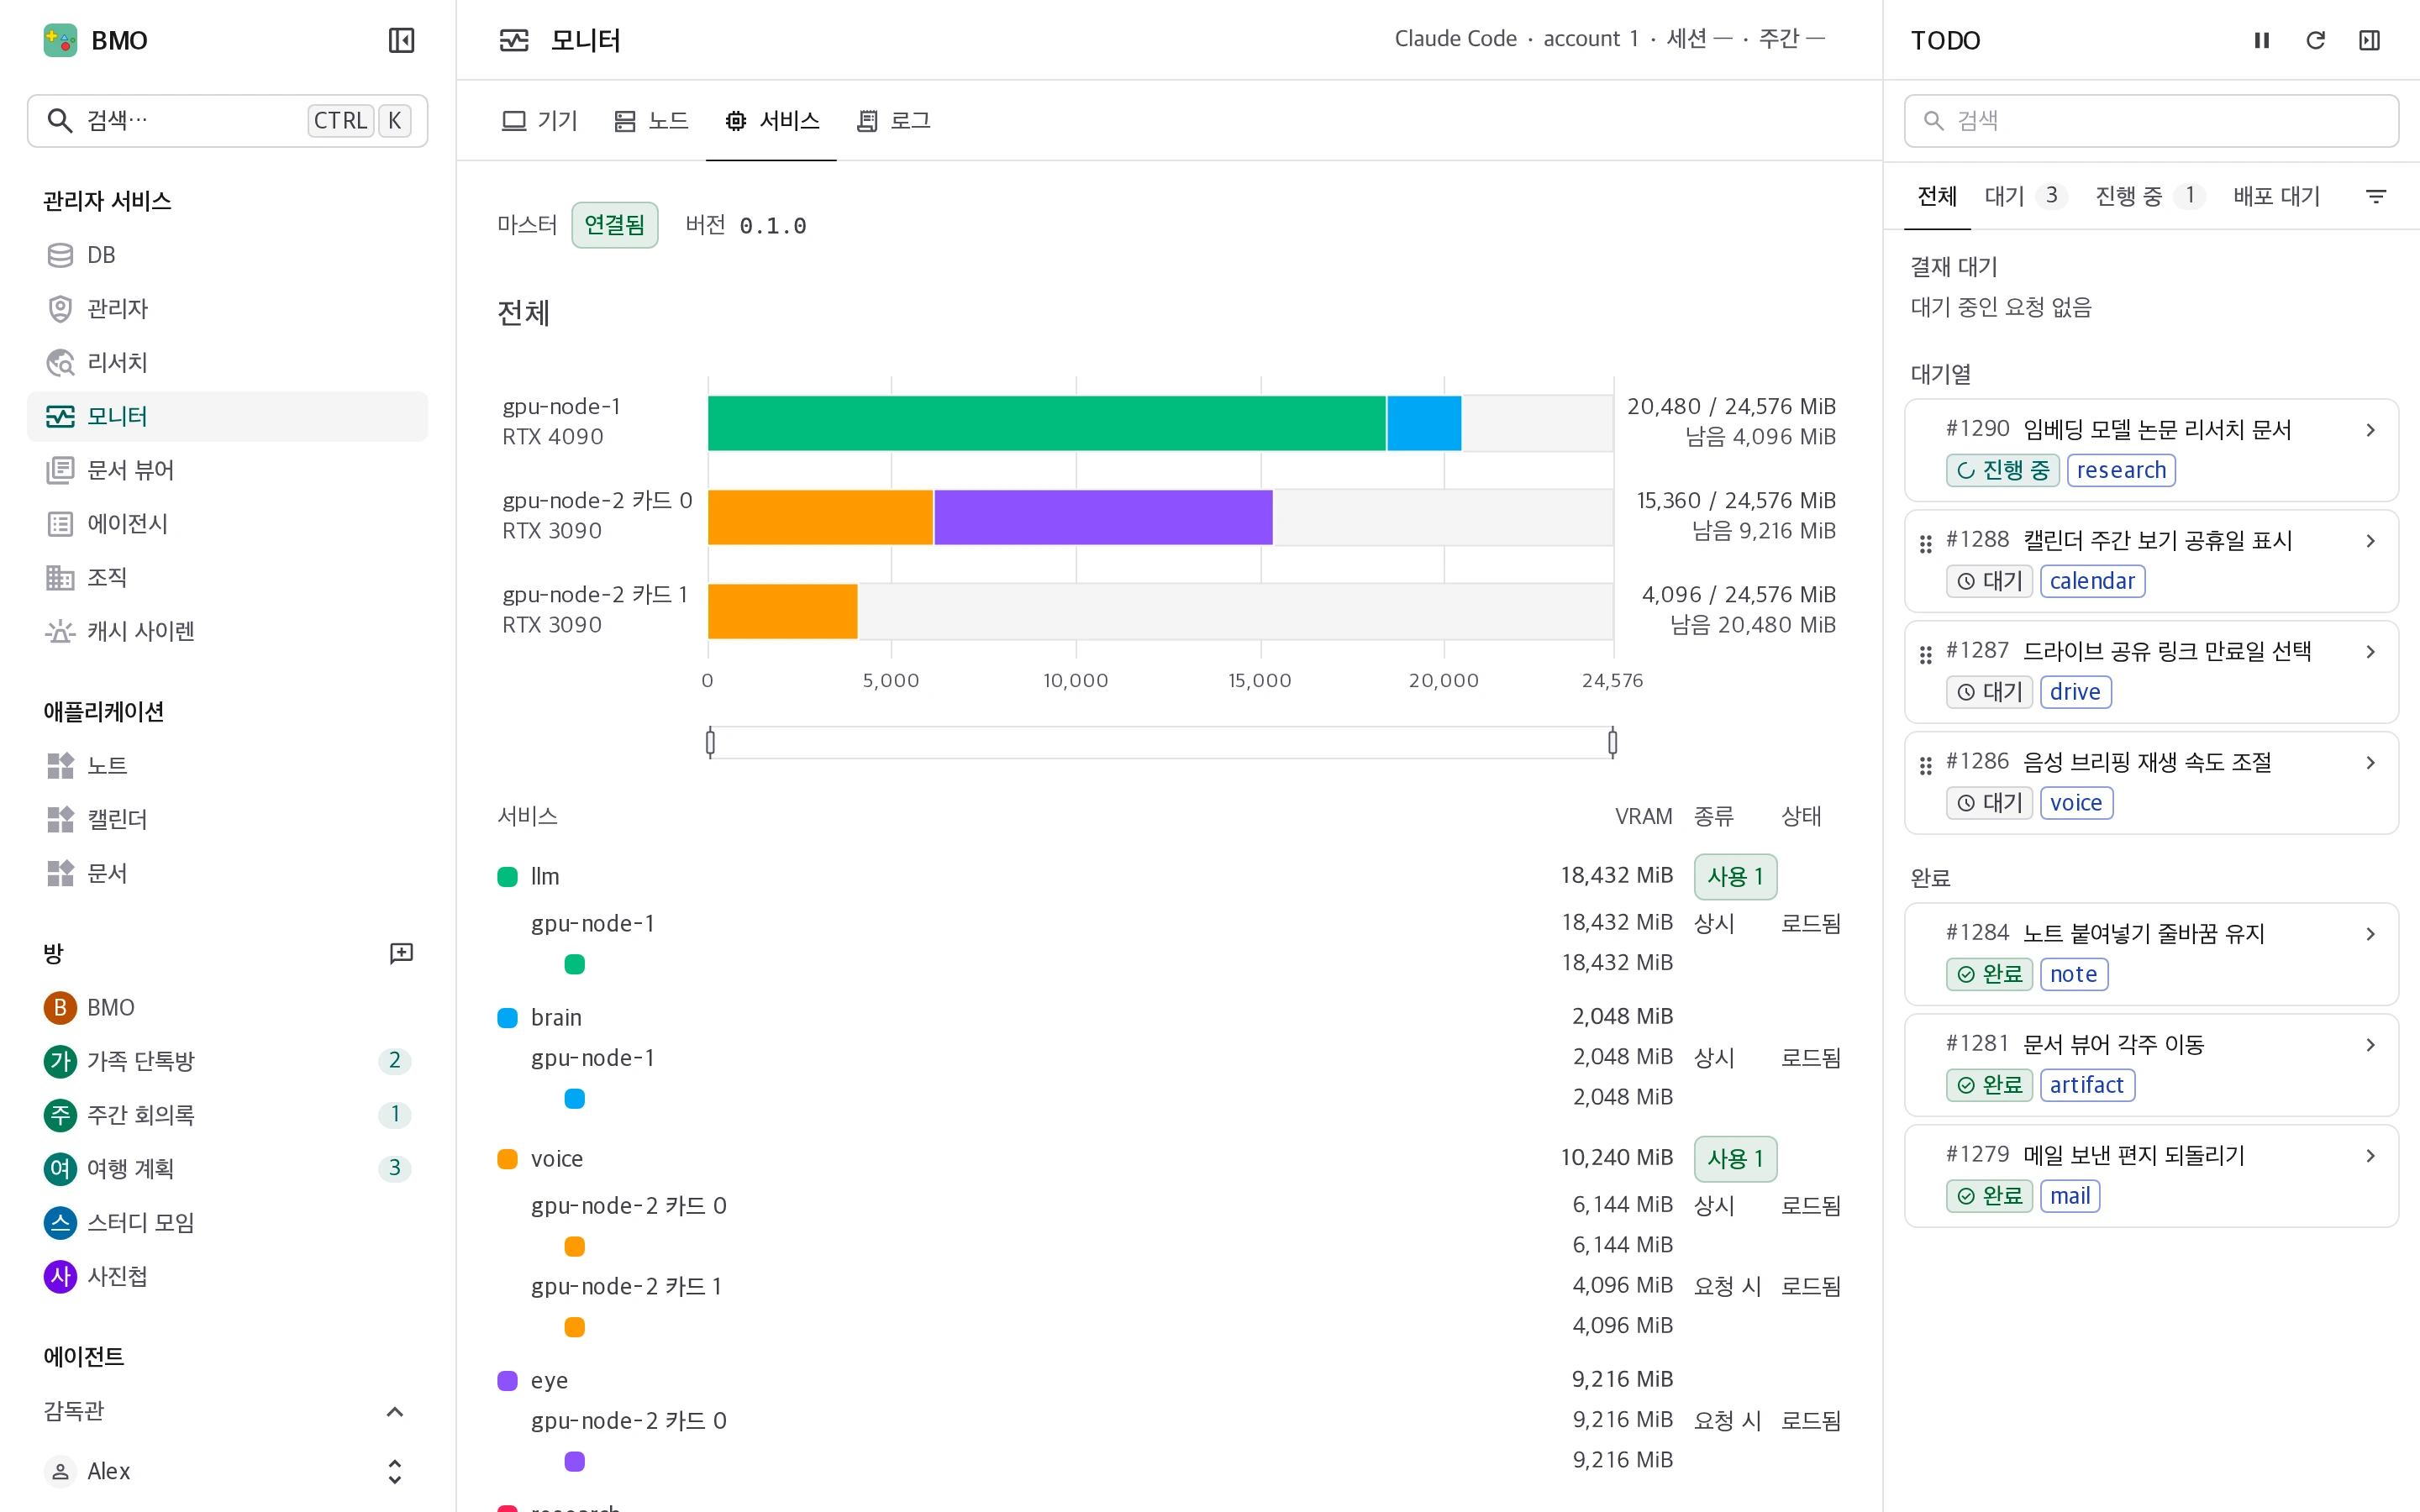 BMO
검색…
CTRL K
관리자 서비스
DB
관리자
리서치
모니터
문서 뷰어
에이전시
조직
캐시 사이렌
애플리케이션
노트
캘린더
문서
방
B BMO
가 가족 단톡방 2
주 주간 회의록 1
여 여행 계획 3
스 스터디 모임
사 사진첩
에이전트
감독관
Alex
모니터
Claude Code · account 1 · 세션 — · 주간 —
기기 노드 서비스 로그
마스터 연결됨 버전 0.1.0
전체
gpu-node-1
RTX 4090
20,480 / 24,576 MiB
남음 4,096 MiB
gpu-node-2 카드 0
RTX 3090
15,360 / 24,576 MiB
남음 9,216 MiB
gpu-node-2 카드 1
RTX 3090
4,096 / 24,576 MiB
남음 20,480 MiB
0 5,000 10,000 15,000 20,000 24,576
서비스 VRAM 종류 상태
llm 18,432 MiB 사용 1
gpu-node-1 18,432 MiB 상시 로드됨
18,432 MiB
brain 2,048 MiB
gpu-node-1 2,048 MiB 상시 로드됨
2,048 MiB
voice 10,240 MiB 사용 1
gpu-node-2 카드 0 6,144 MiB 상시 로드됨
6,144 MiB
gpu-node-2 카드 1 4,096 MiB 요청 시 로드됨
4,096 MiB
eye 9,216 MiB
gpu-node-2 카드 0 9,216 MiB 요청 시 로드됨
9,216 MiB
TODO
검색
전체 대기 3 진행 중 1 배포 대기
결재 대기
대기 중인 요청 없음
대기열
#1290 임베딩 모델 논문 리서치 문서
진행 중 research
#1288 캘린더 주간 보기 공휴일 표시
대기 calendar
#1287 드라이브 공유 링크 만료일 선택
대기 drive
#1286 음성 브리핑 재생 속도 조절
대기 voice
완료
#1284 노트 붙여넣기 줄바꿈 유지
완료 note
#1281 문서 뷰어 각주 이동
완료 artifact
#1279 메일 보낸 편지 되돌리기
완료 mail